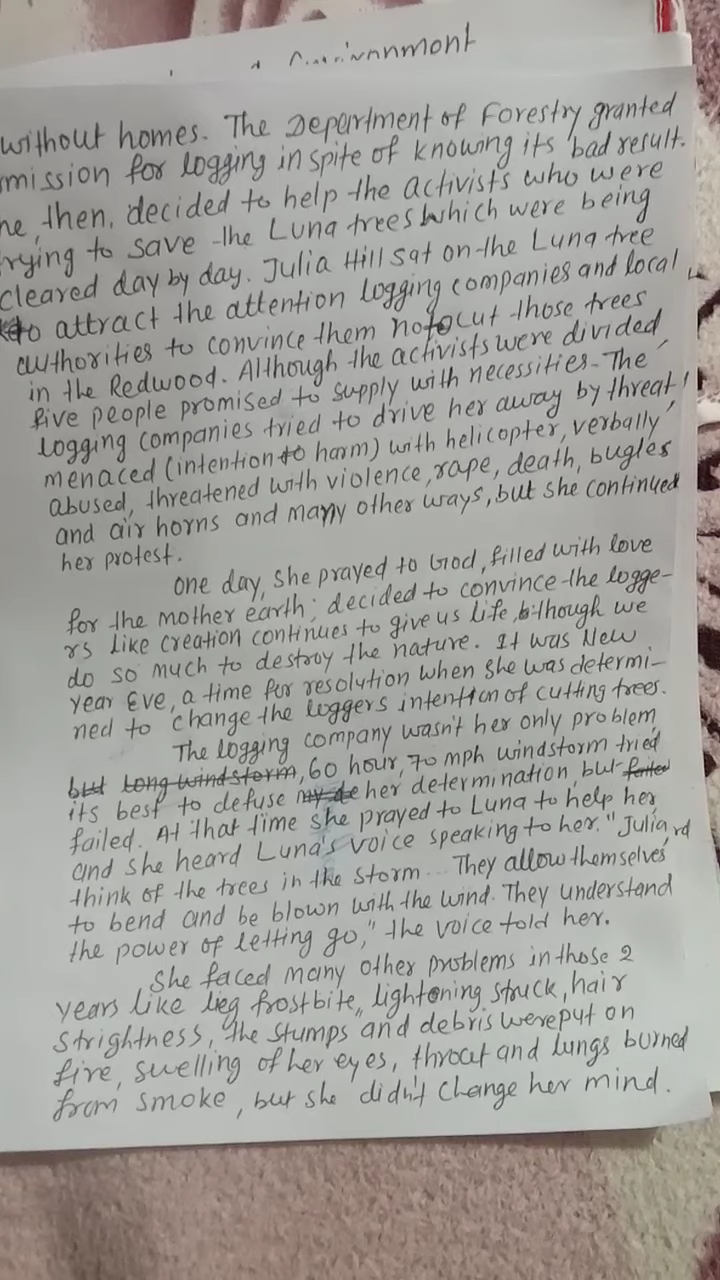 without homes. The Department of Forestry granted
mission for logging inspite of knowing its bad result.
he, then, decided to help the activists who were
rying to save the Luna trees which were being
cleared day by day. Julia Hill sat on the Luna tree
to attract the attention logging companies and local
authorities to convince them not to cut those trees
in the Redwood. Although the activists were divided,
five people promised to supply with necessities. The
logging companies tried to drive her away by threat,
menaced (intention to harm) with helicopter, verbally
abused, threatened with violence, rape, death, bugles
and air horns and many other ways, but she continued
her protest.
One day, she prayed to God, filled with love
for the mother earth; decided to convince the logge-
rs like creation continues to give us life, though we
do so much to destroy the nature. It was New
year Eve, a time for resolution when she was determi-
ned to change the loggers intention of cutting trees.
The logging company wasn't her only problem
but long windstorm, 60 hour, 70 mph windstorm tried
its best to defuse her determination, but failed
failed. At that time she prayed to Luna to help her
and she heard Luna's voice speaking to her. "Julia,
think of the trees in the storm... They allow themselves
to bend and be blown with the wind. They understand
the power of letting go," the voice told her.
She faced many other problems in those 2
years like leg frostbite, lightening struck, hair
strightness, the stumps and debris were put on
fire, swelling of her eyes, throat and lungs burned
from smoke, but she didn't change her mind.